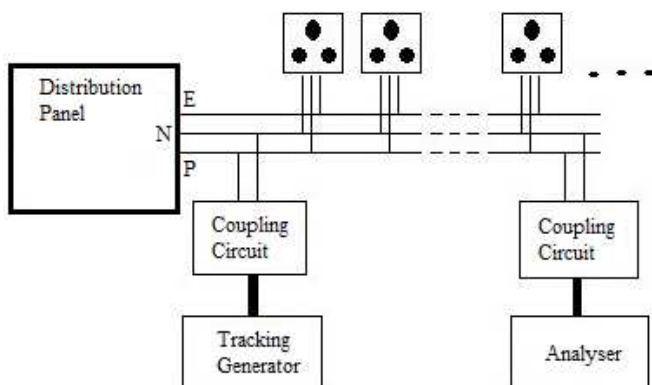 Distribution
Panel
E
N
P
Coupling
Circuit
Coupling
Circuit
Tracking
Generator
Analyser